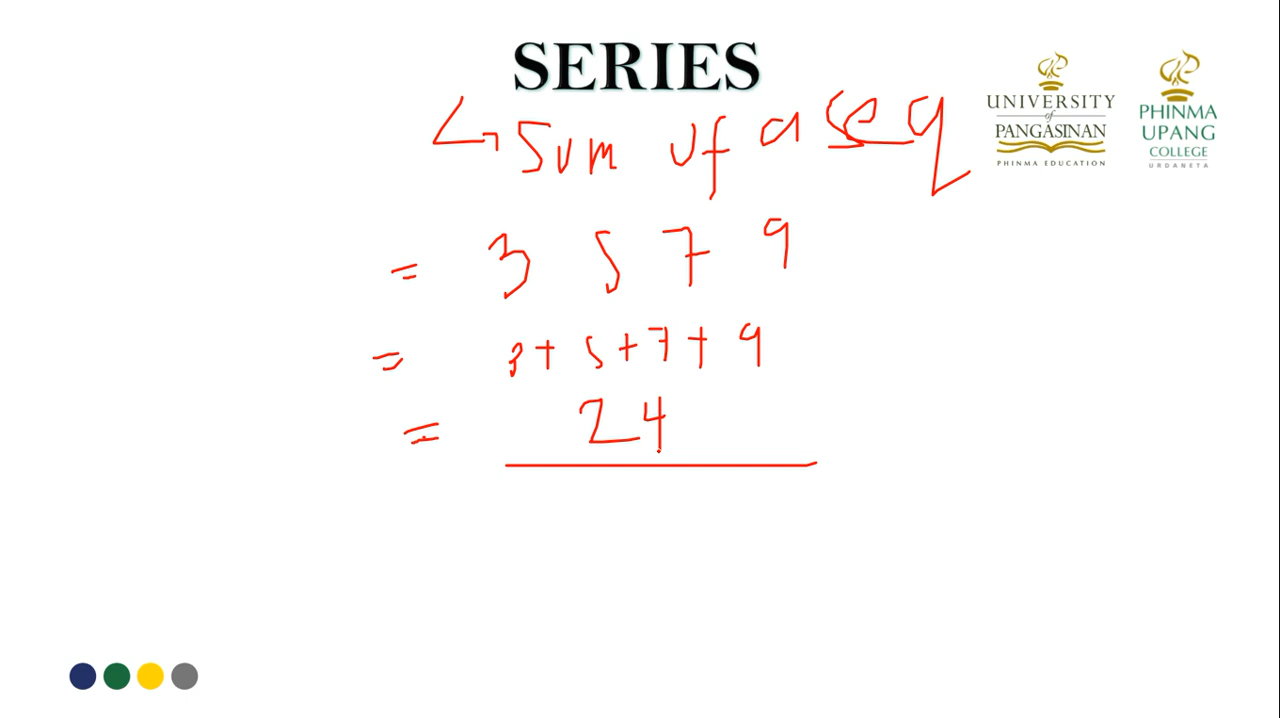 SERIES
↳ Sum of a seq
= 3 5 7 9
= 3 + 5 + 7 + 9
= 24
UNIVERSITY
of
PANGASINAN
PHINMA EDUCATION
PHINMA
UPANG
COLLEGE
URDANETA